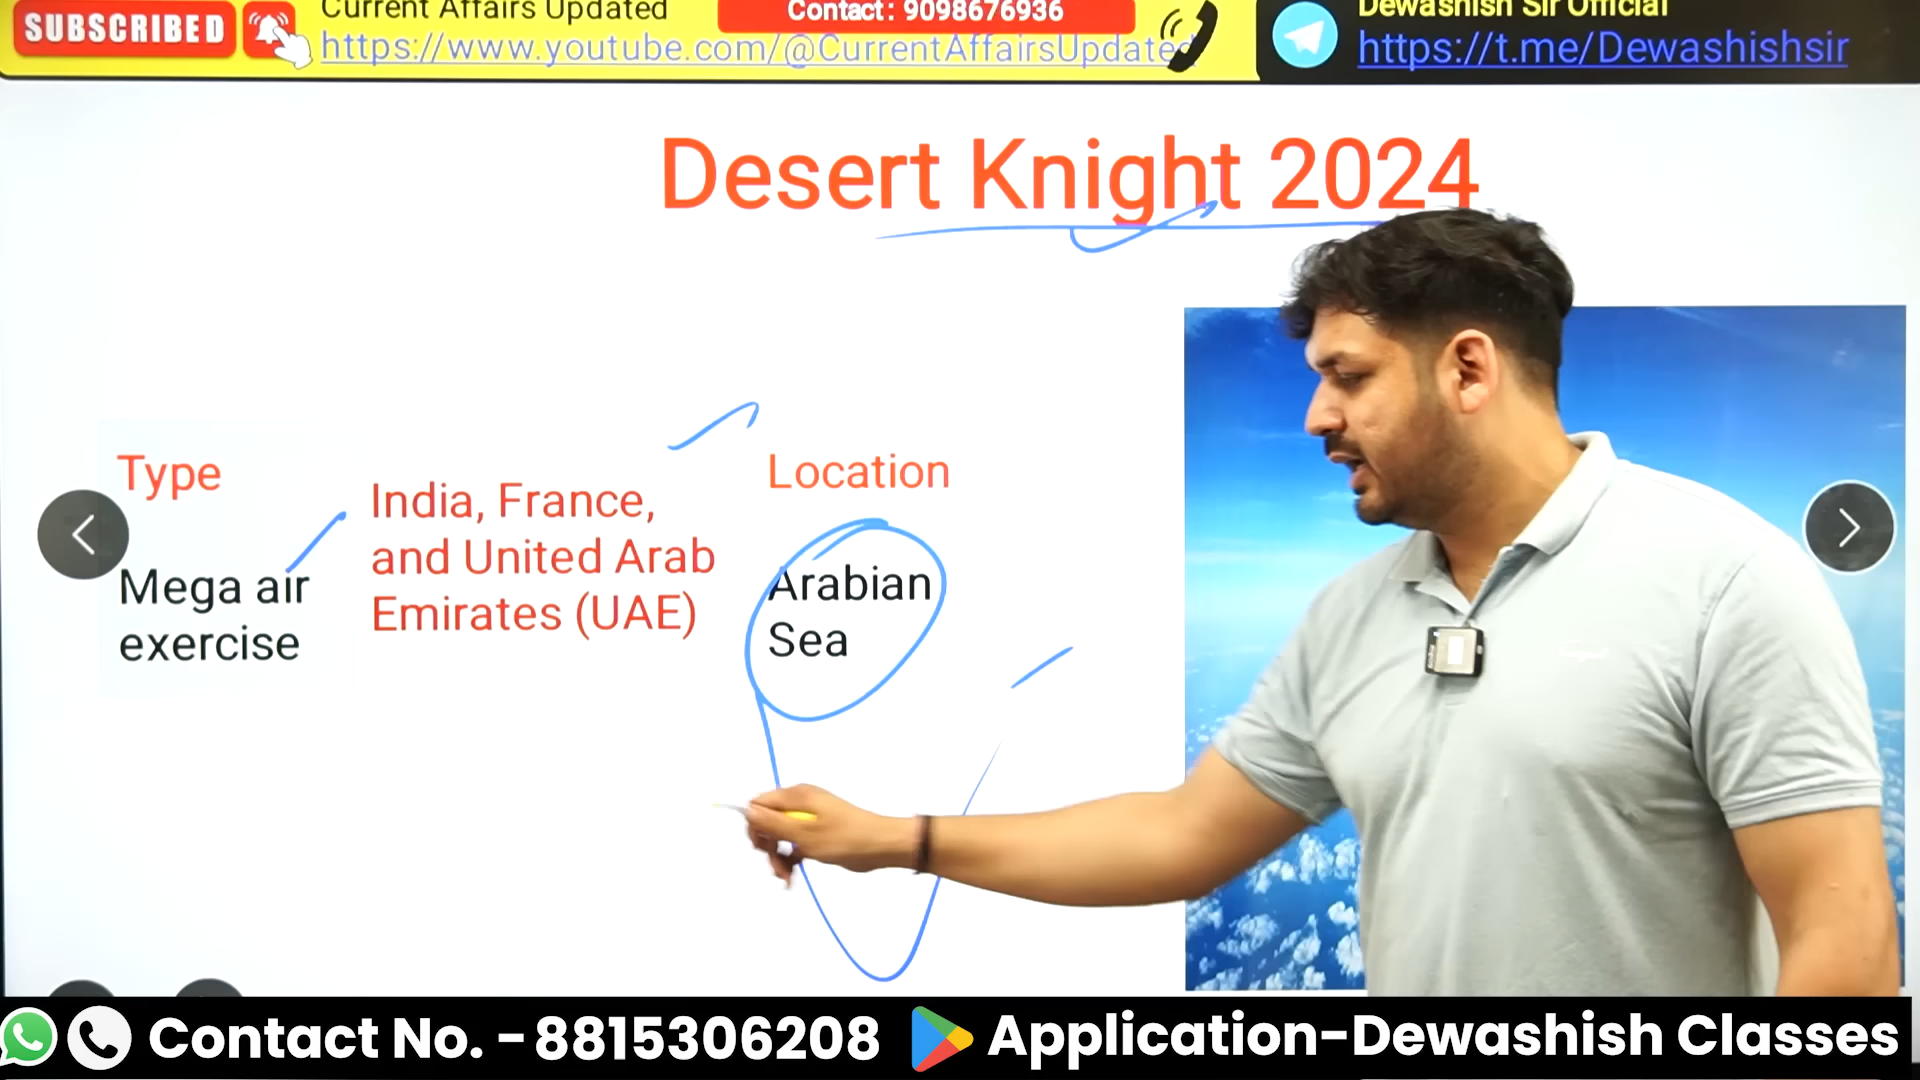 SUBSCRIBED
Current Affairs Updated
https://www.youtube.com/@CurrentAffairsUpdated
Contact: 9098676936
Dewashish Sir Official
https://t.me/Dewashishsir
Desert Knight 2024
Type
Mega air
exercise
India, France,
and United Arab
Emirates (UAE)
Location
Arabian
Sea
Contact No. - 8815306208
Application-Dewashish Classes